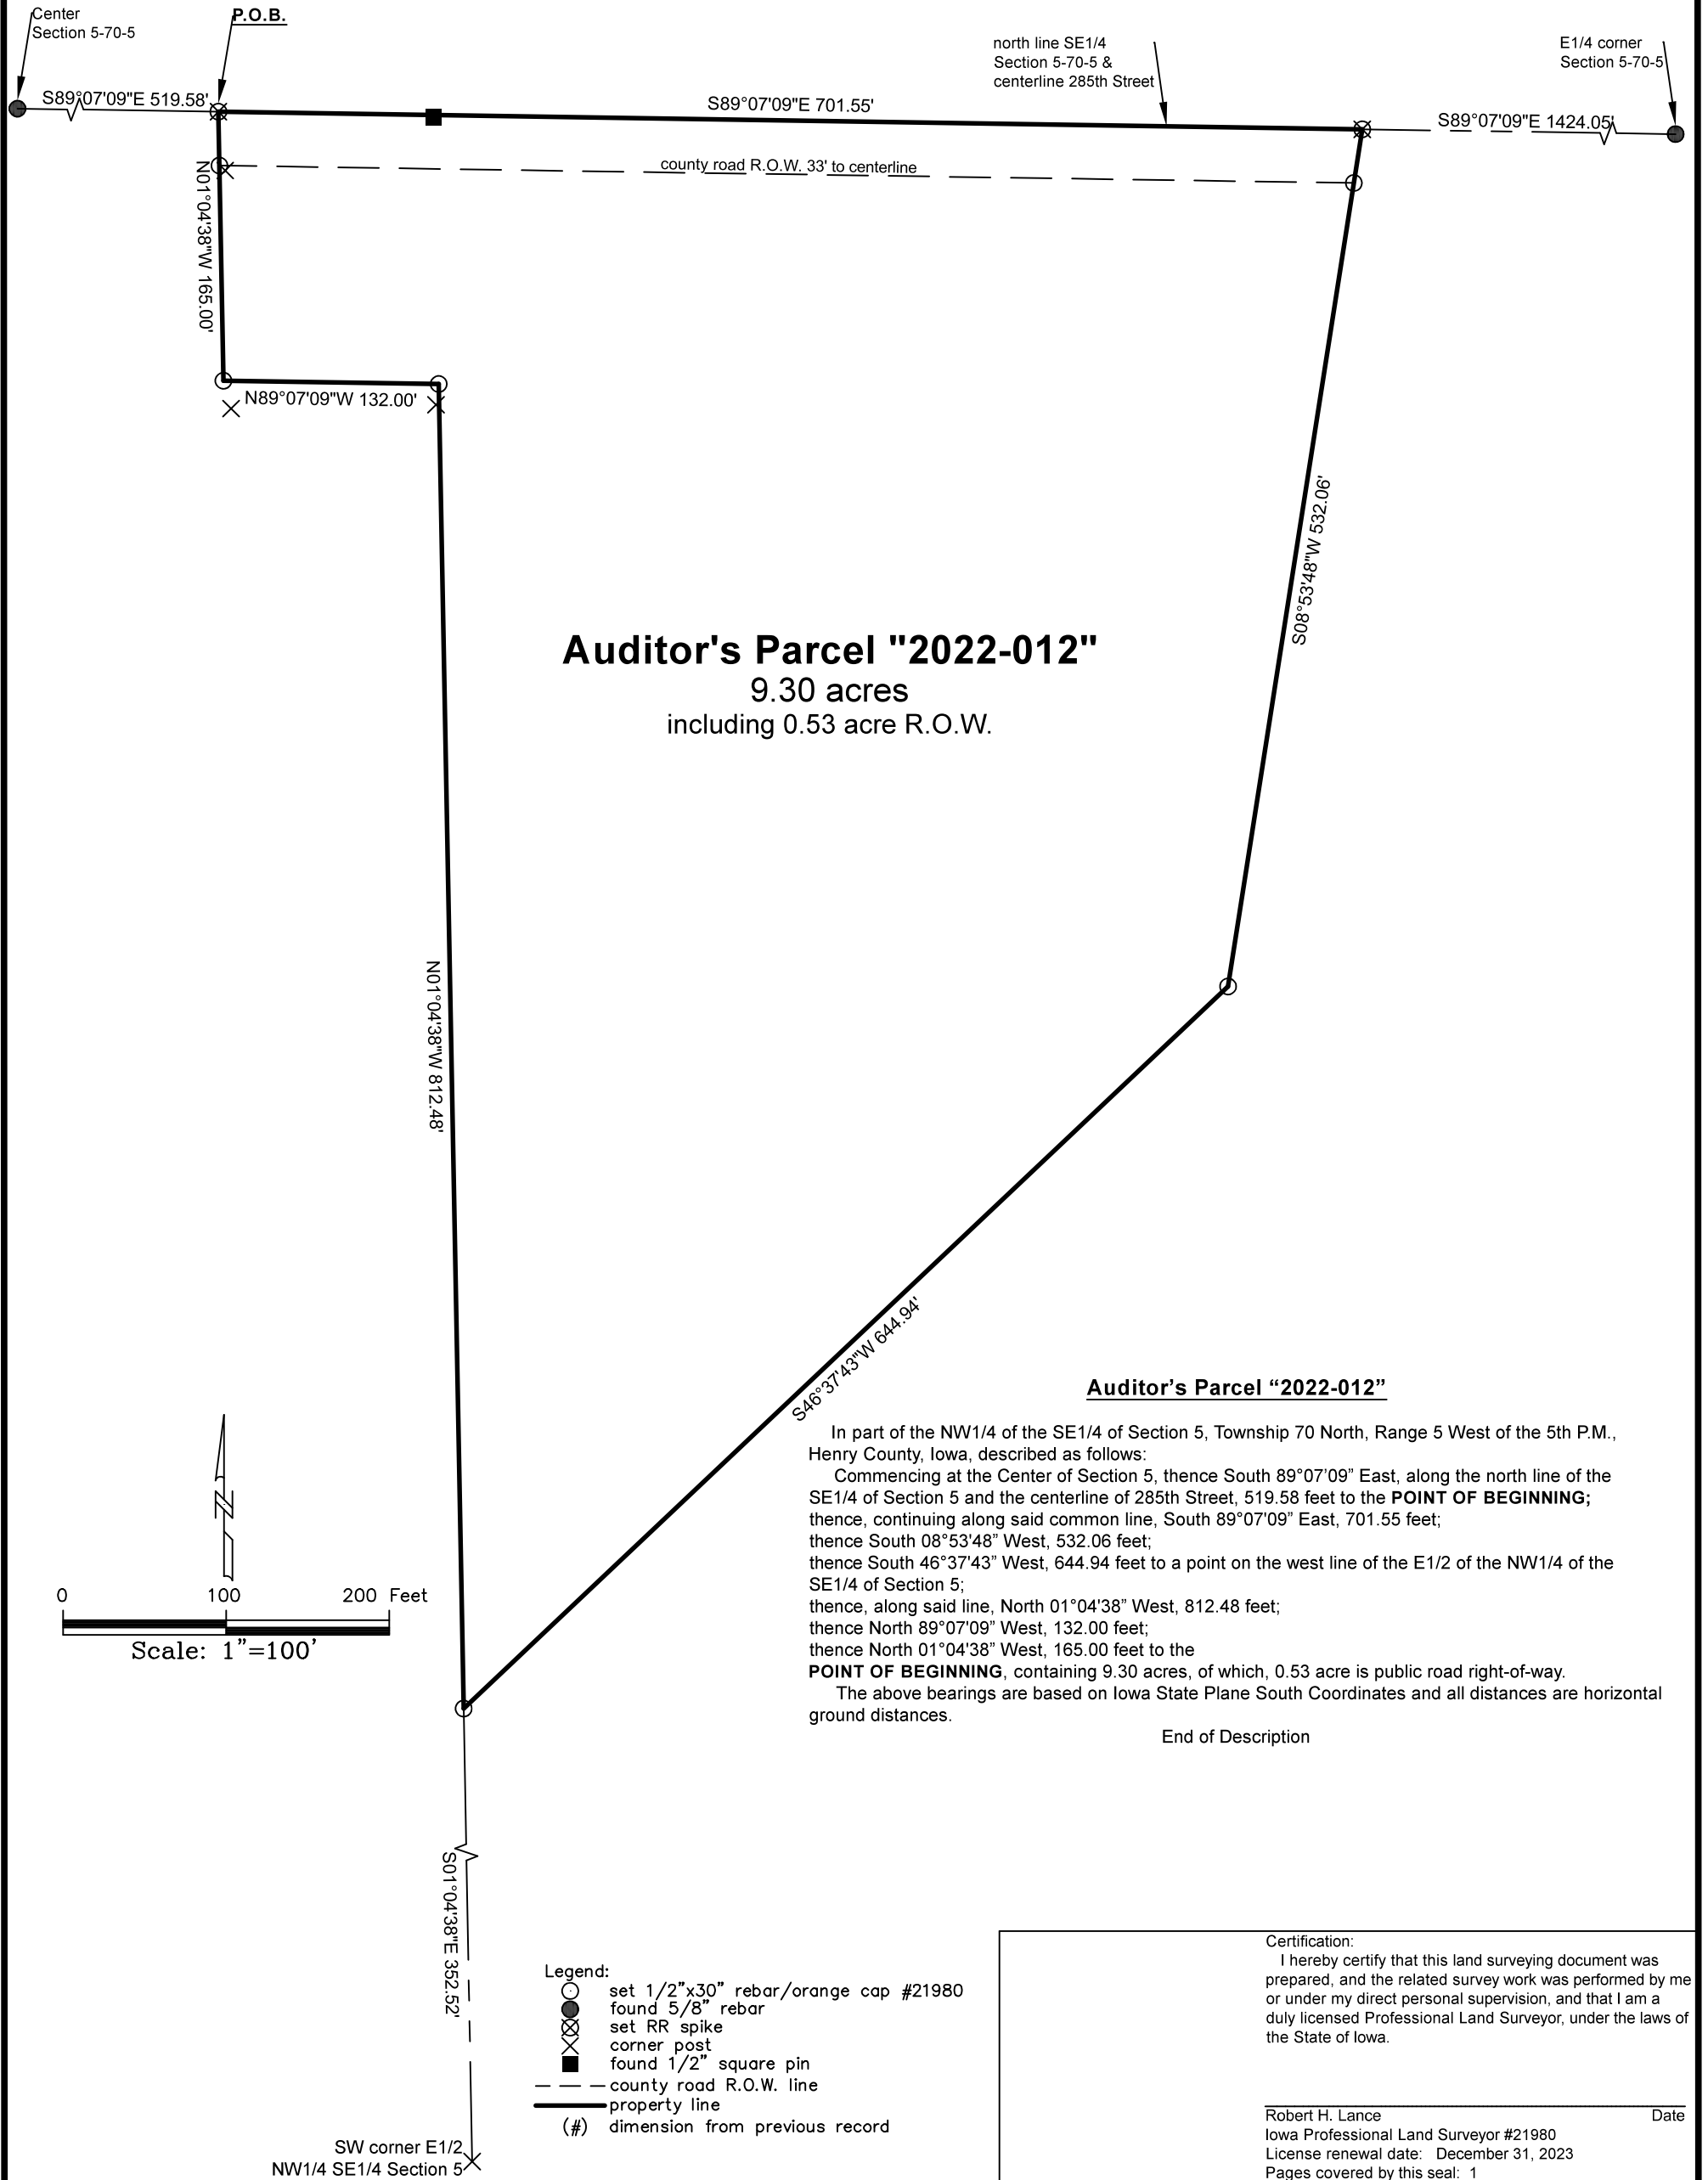 Center
Section 5-70-5
P.O.B.
north line SE1/4
Section 5-70-5 &
centerline 285th Street
E1/4 corner
Section 5-70-5
S89°07'09"E 519.58'
S89°07'09"E 701.55'
S89°07'09"E 1424.05'
county road R.O.W. 33' to centerline
N01°04'38"W 165.00'
N89°07'09"W 132.00'
S08°53'48"W 532.06'
Auditor's Parcel "2022-012"
9.30 acres
including 0.53 acre R.O.W.
N01°04'38"W 812.48'
S46°37'43"W 644.94'
Auditor’s Parcel “2022-012”
In part of the NW1/4 of the SE1/4 of Section 5, Township 70 North, Range 5 West of the 5th P.M.,
Henry County, Iowa, described as follows:
Commencing at the Center of Section 5, thence South 89°07’09” East, along the north line of the
SE1/4 of Section 5 and the centerline of 285th Street, 519.58 feet to the POINT OF BEGINNING;
thence, continuing along said common line, South 89°07'09” East, 701.55 feet;
thence South 08°53'48” West, 532.06 feet;
thence South 46°37'43” West, 644.94 feet to a point on the west line of the E1/2 of the NW1/4 of the
SE1/4 of Section 5;
thence, along said line, North 01°04'38” West, 812.48 feet;
thence North 89°07'09” West, 132.00 feet;
thence North 01°04'38” West, 165.00 feet to the
POINT OF BEGINNING, containing 9.30 acres, of which, 0.53 acre is public road right-of-way.
The above bearings are based on Iowa State Plane South Coordinates and all distances are horizontal
ground distances.
End of Description
N
0 100 200 Feet
Scale: 1"=100'
S01°04'38"E 352.52'
Legend:
set 1/2"x30" rebar/orange cap #21980
found 5/8" rebar
set RR spike
corner post
found 1/2" square pin
county road R.O.W. line
property line
(#) dimension from previous record
SW corner E1/2
NW1/4 SE1/4 Section 5
Certification:
I hereby certify that this land surveying document was
prepared, and the related survey work was performed by me
or under my direct personal supervision, and that I am a
duly licensed Professional Land Surveyor, under the laws of
the State of Iowa.
Robert H. Lance Date
Iowa Professional Land Surveyor #21980
License renewal date: December 31, 2023
Pages covered by this seal: 1